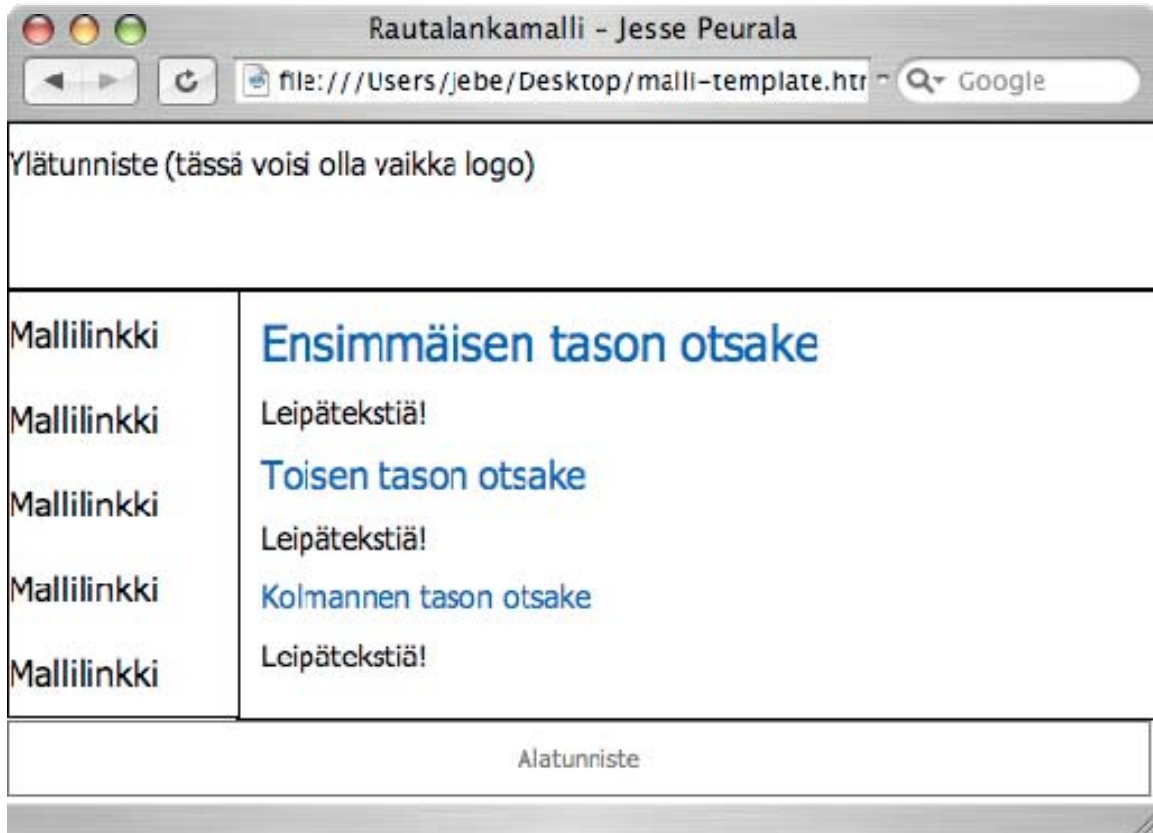 Rautalankamalli - Jesse Peurala
file:///Users/jebe/Desktop/malli-template.htr
Google
Ylätunniste (tässä voisi olla vaikka logo)
Mallilinkki
Mallilinkki
Mallilinkki
Mallilinkki
Mallilinkki
Ensimmäisen tason otsake
Leipätekstiä!
Toisen tason otsake
Leipätekstiä!
Kolmannen tason otsake
Leipätekstiä!
Alatunniste